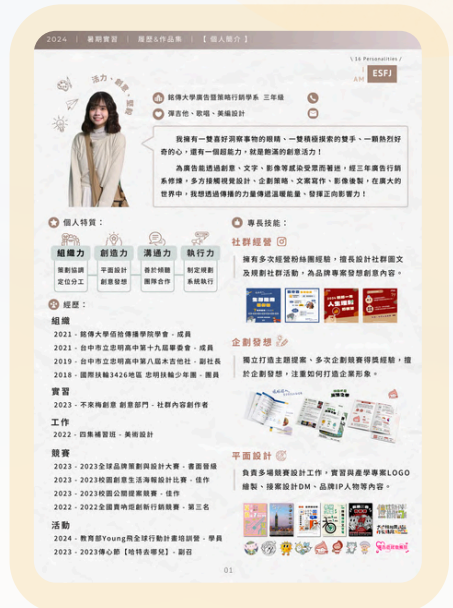 2024 | 暑期實習 | 履歷&作品集 | 【 個人簡介 】
\ 16 Personalities /
I AM ESFJ
活力、創意、堅韌
銘傳大學廣告暨策略行銷學系 三年級
彈吉他、歌唱、美編設計
我擁有一雙喜好洞察事物的眼睛、一雙積極摸索的雙手、一顆熱烈好
奇的心，還有一個超能力，就是飽滿的創意活力！
為廣告能透過創意、文字、影像等感染受眾而著迷，經三年廣告行銷
系修煉，多方接觸視覺設計、企劃策略、文案寫作、影像後製，在廣大的
世界中，我想透過傳播的力量傳遞溫暖能量、發揮正向影響力！
個人特質：
組織力 創造力 溝通力 執行力
策劃協調 平面設計 善於傾聽 制定規劃
定位分工 創意發想 團隊合作 系統執行
經歷：
組織
2021 - 銘傳大學佰拾傳播學院學會 - 成員
2021 - 台中市立忠明高中第十九屆畢委會 - 成員
2019 - 台中市立忠明高中第八屆木吉他社 - 副社長
2018 - 國際扶輪3426地區 忠明扶輪少年團 - 團員
實習
2023 - 不來梅創意 創意部門 - 社群內容創作者
工作
2022 - 四集補習班 - 美術設計
競賽
2023 - 2023全球品牌策劃與設計大賽 - 書面晉級
2023 - 2023校園創意生活海報設計比賽 - 佳作
2023 - 2023校園公關提案競賽 - 佳作
2022 - 2022全國賣吶炬創新行銷競賽 - 第三名
活動
2024 - 教育部Young飛全球行動計畫培訓營 - 學員
2023 - 2023傳心節【哈特去哪兒】 - 副召
專長技能：
社群經營
擁有多次經營粉絲團經驗，擅長設計社群圖文
及規劃社群活動，為品牌專案發想創意內容。
企劃發想
獨立打造主題提案、多次企劃競賽得獎經驗，擅
於企劃發想，注重如何打造企業形象。
平面設計
負責多場競賽設計工作，實習與產學專案LOGO
繪製、接案設計DM、品牌IP人物等內容。
01